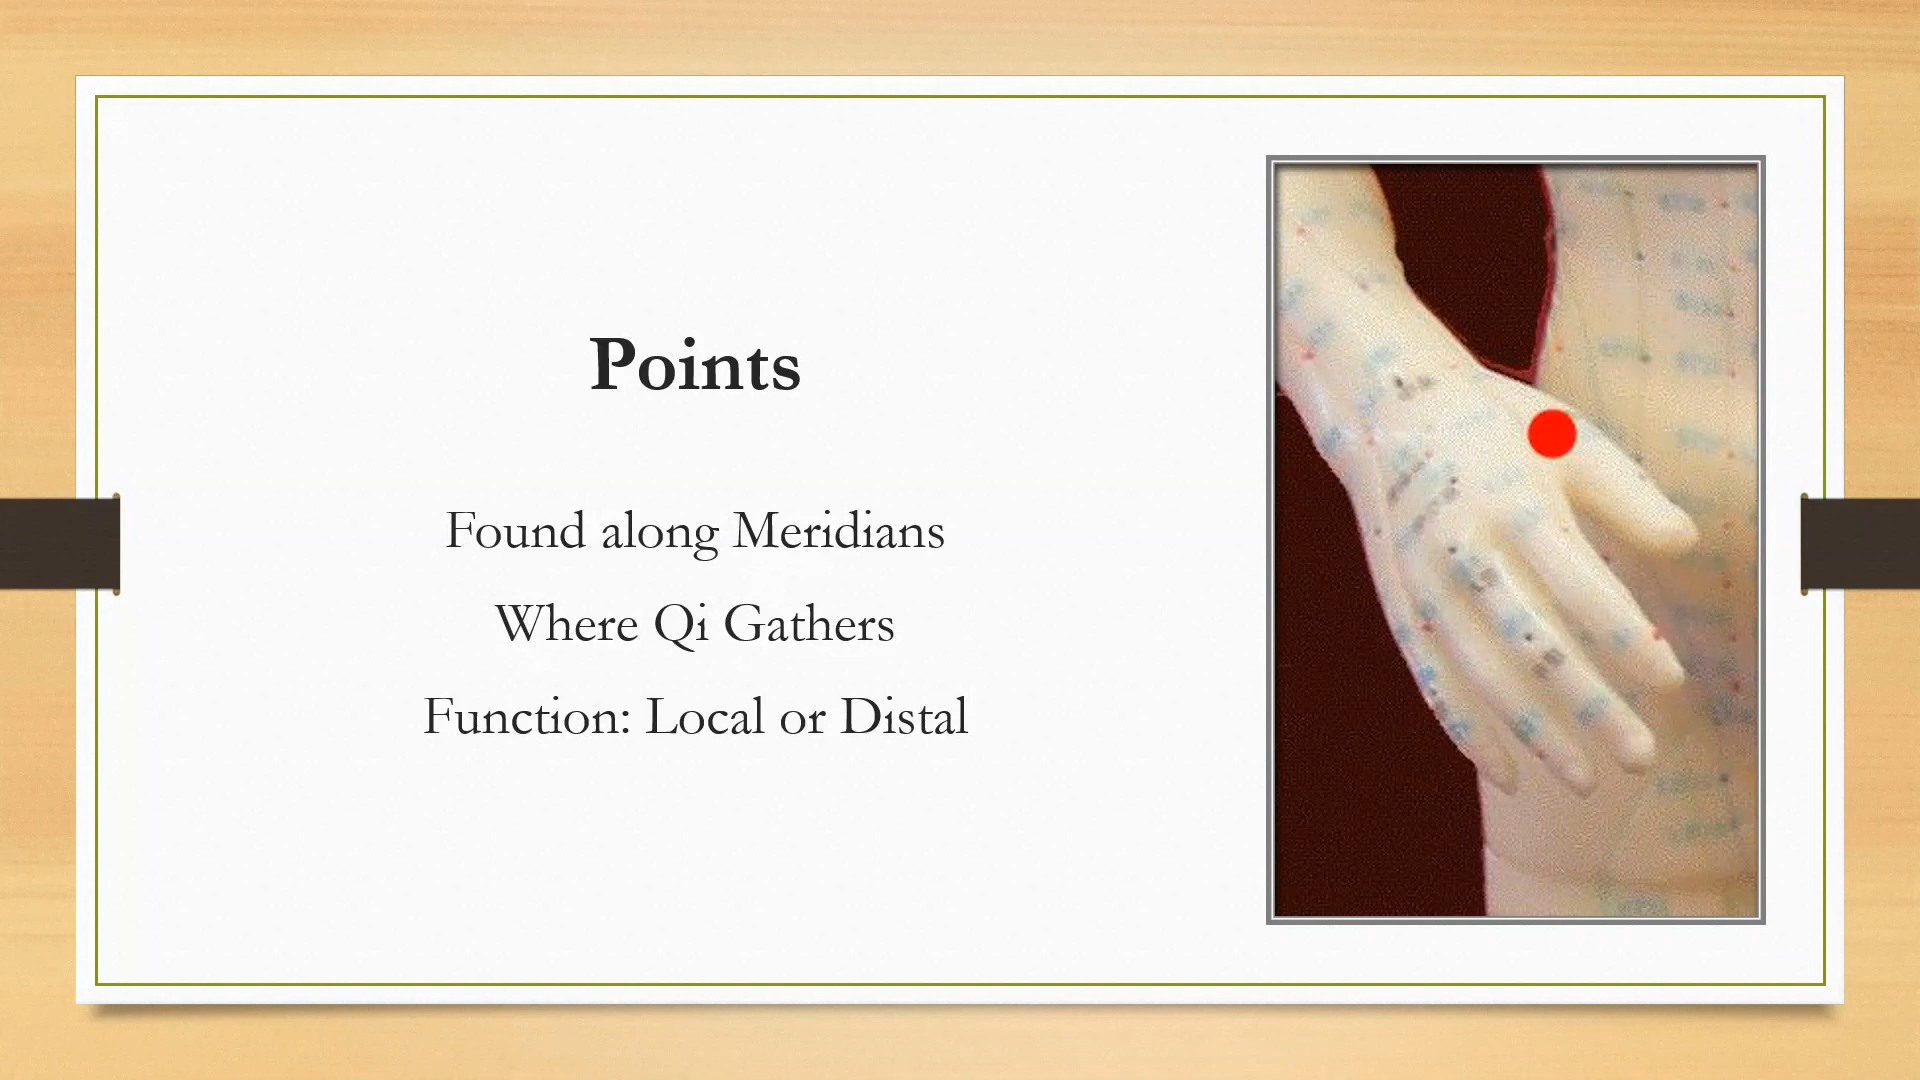 Points
Found along Meridians
Where Qi Gathers
Function: Local or Distal